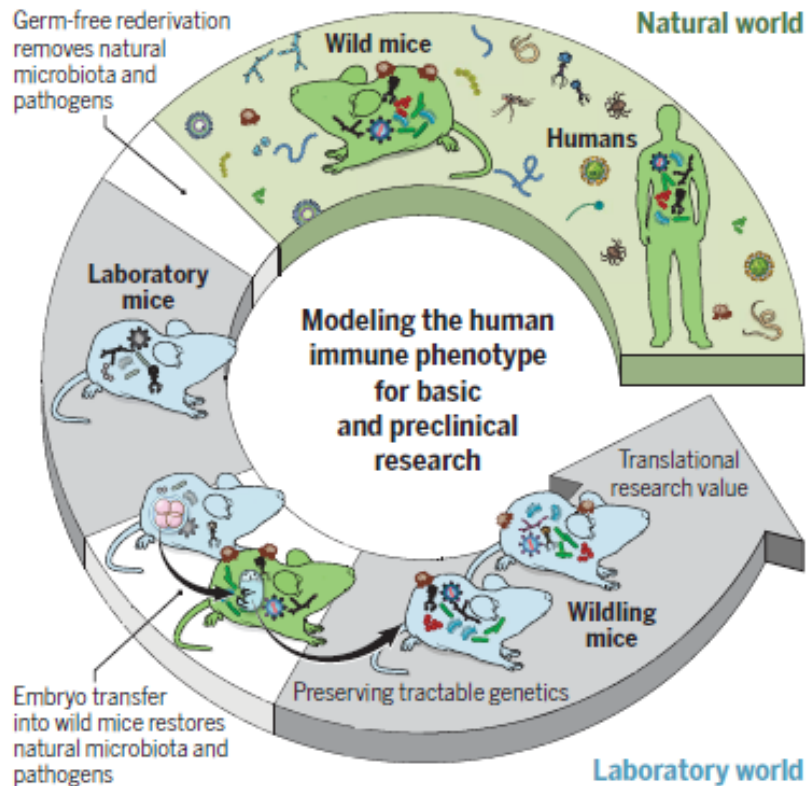 Germ-free rederivation
removes natural
microbiota and
pathogens
Natural world
Wild mice
Humans
Laboratory
mice
Modeling the human
immune phenotype
for basic
and preclinical
research
Translational
research value
Wildling
mice
Preserving tractable genetics
Embryo transfer
into wild mice restores
natural microbiota and
pathogens
Laboratory world